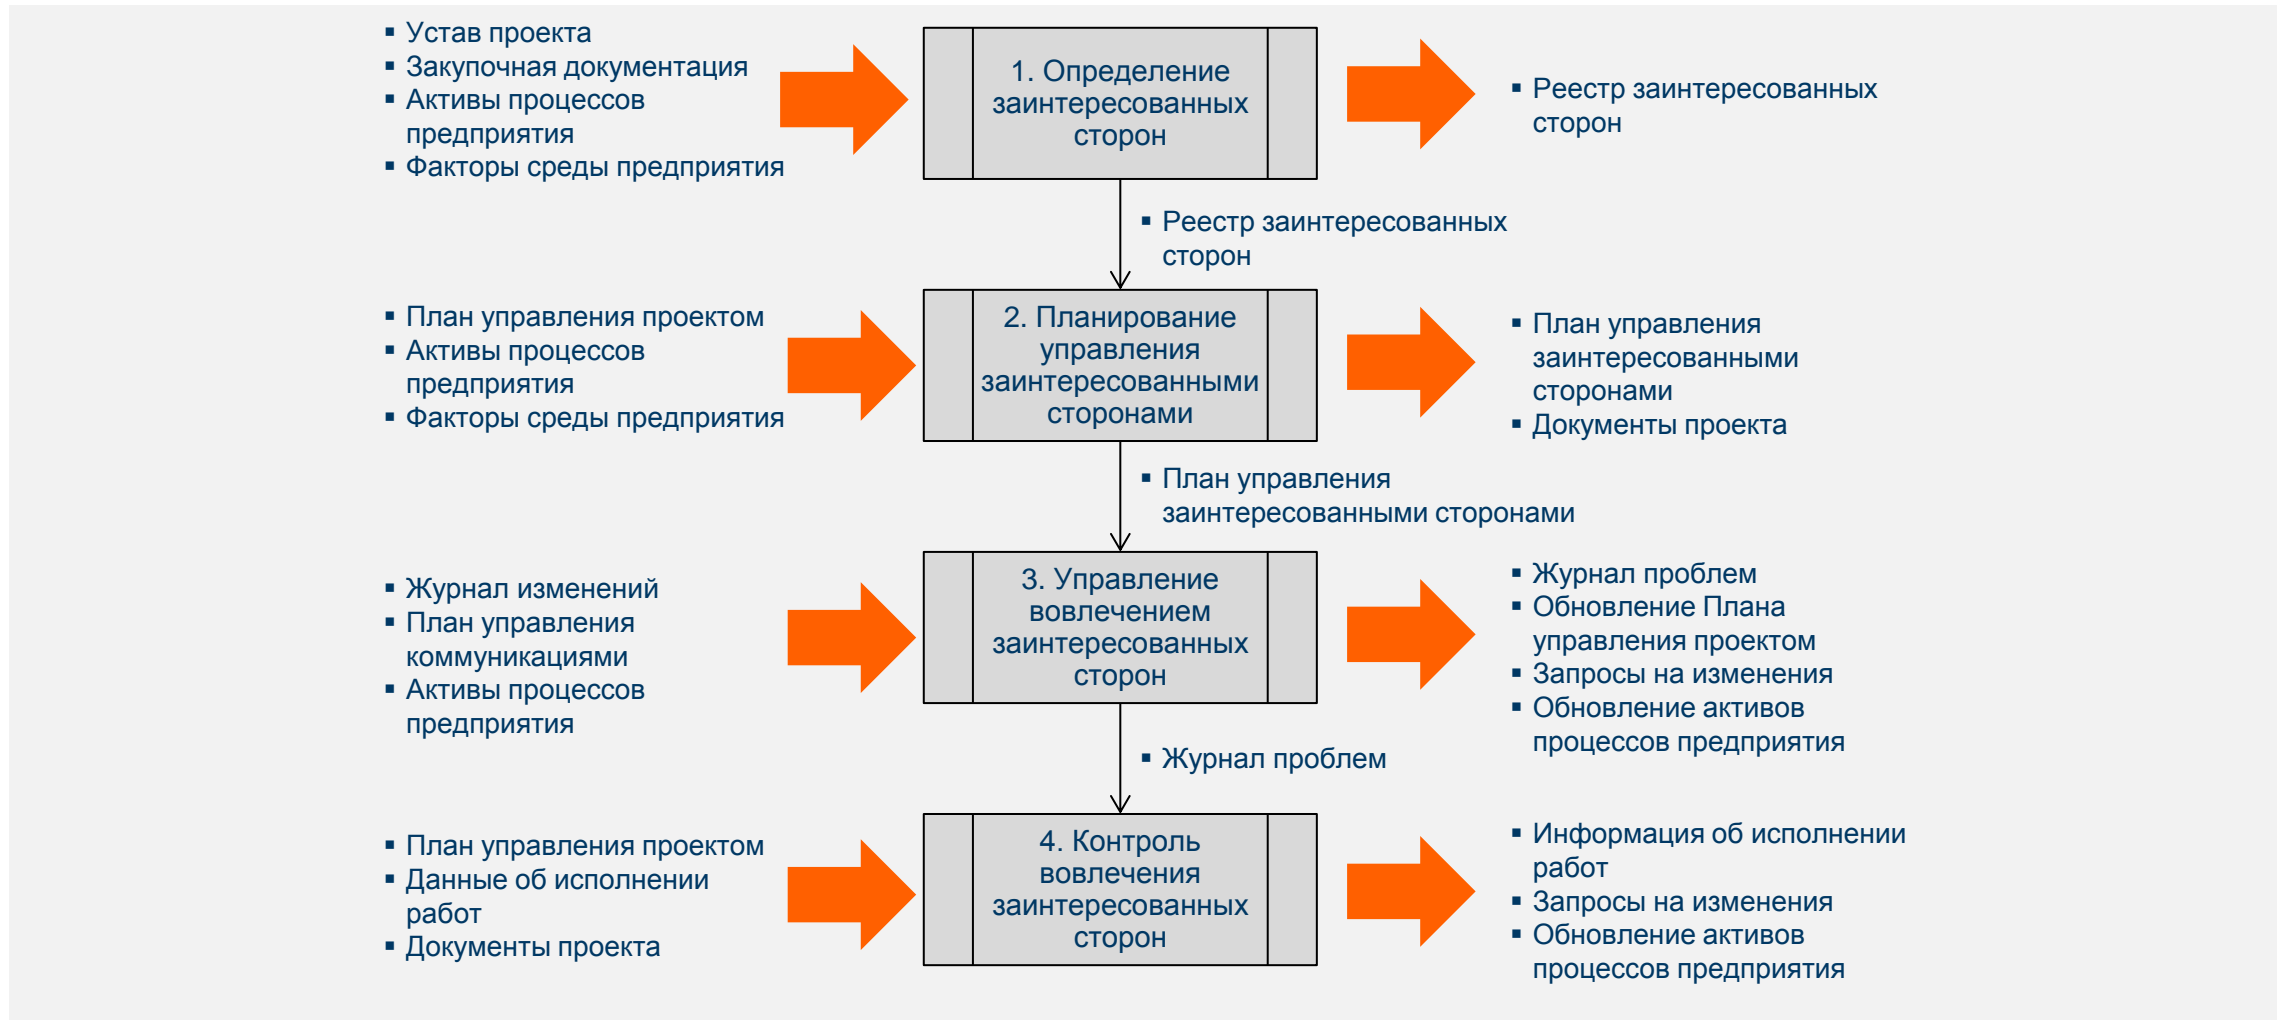 ▪ Устав проекта
▪ Закупочная документация
▪ Активы процессов
предприятия
▪ Факторы среды предприятия
1. Определение
заинтересованных
сторон
▪ Реестр заинтересованных
сторон
▪ Реестр заинтересованных
сторон
▪ План управления проектом
▪ Активы процессов
предприятия
▪ Факторы среды предприятия
2. Планирование
управления
заинтересованными
сторонами
▪ План управления
заинтересованными
сторонами
▪ Документы проекта
▪ План управления
заинтересованными сторонами
▪ Журнал изменений
▪ План управления
коммуникациями
▪ Активы процессов
предприятия
3. Управление
вовлечением
заинтересованных
сторон
▪ Журнал проблем
▪ Обновление Плана
управления проектом
▪ Запросы на изменения
▪ Обновление активов
процессов предприятия
▪ Журнал проблем
▪ План управления проектом
▪ Данные об исполнении
работ
▪ Документы проекта
4. Контроль
вовлечения
заинтересованных
сторон
▪ Информация об исполнении
работ
▪ Запросы на изменения
▪ Обновление активов
процессов предприятия